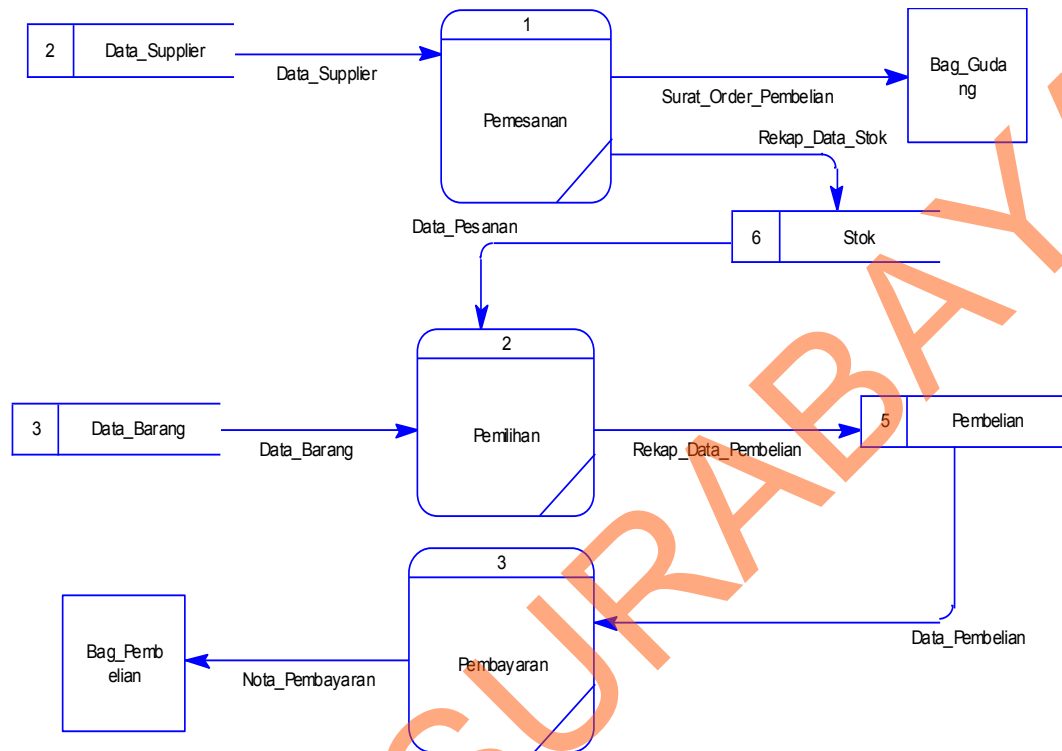 1
2
Data_Supplier
Data_Supplier
Pemesanan
Surat_Order_Pembelian
Bag_Guda
ng
Rekap_Data_Stok
Data_Pesanan
6
Stok
2
3
Data_Barang
Data_Barang
Pemilihan
Rekap_Data_Pembelian
5
Pembelian
3
Bag_Pemb
elian
Nota_Pembayaran
Pembayaran
Data_Pembelian
SURABAY